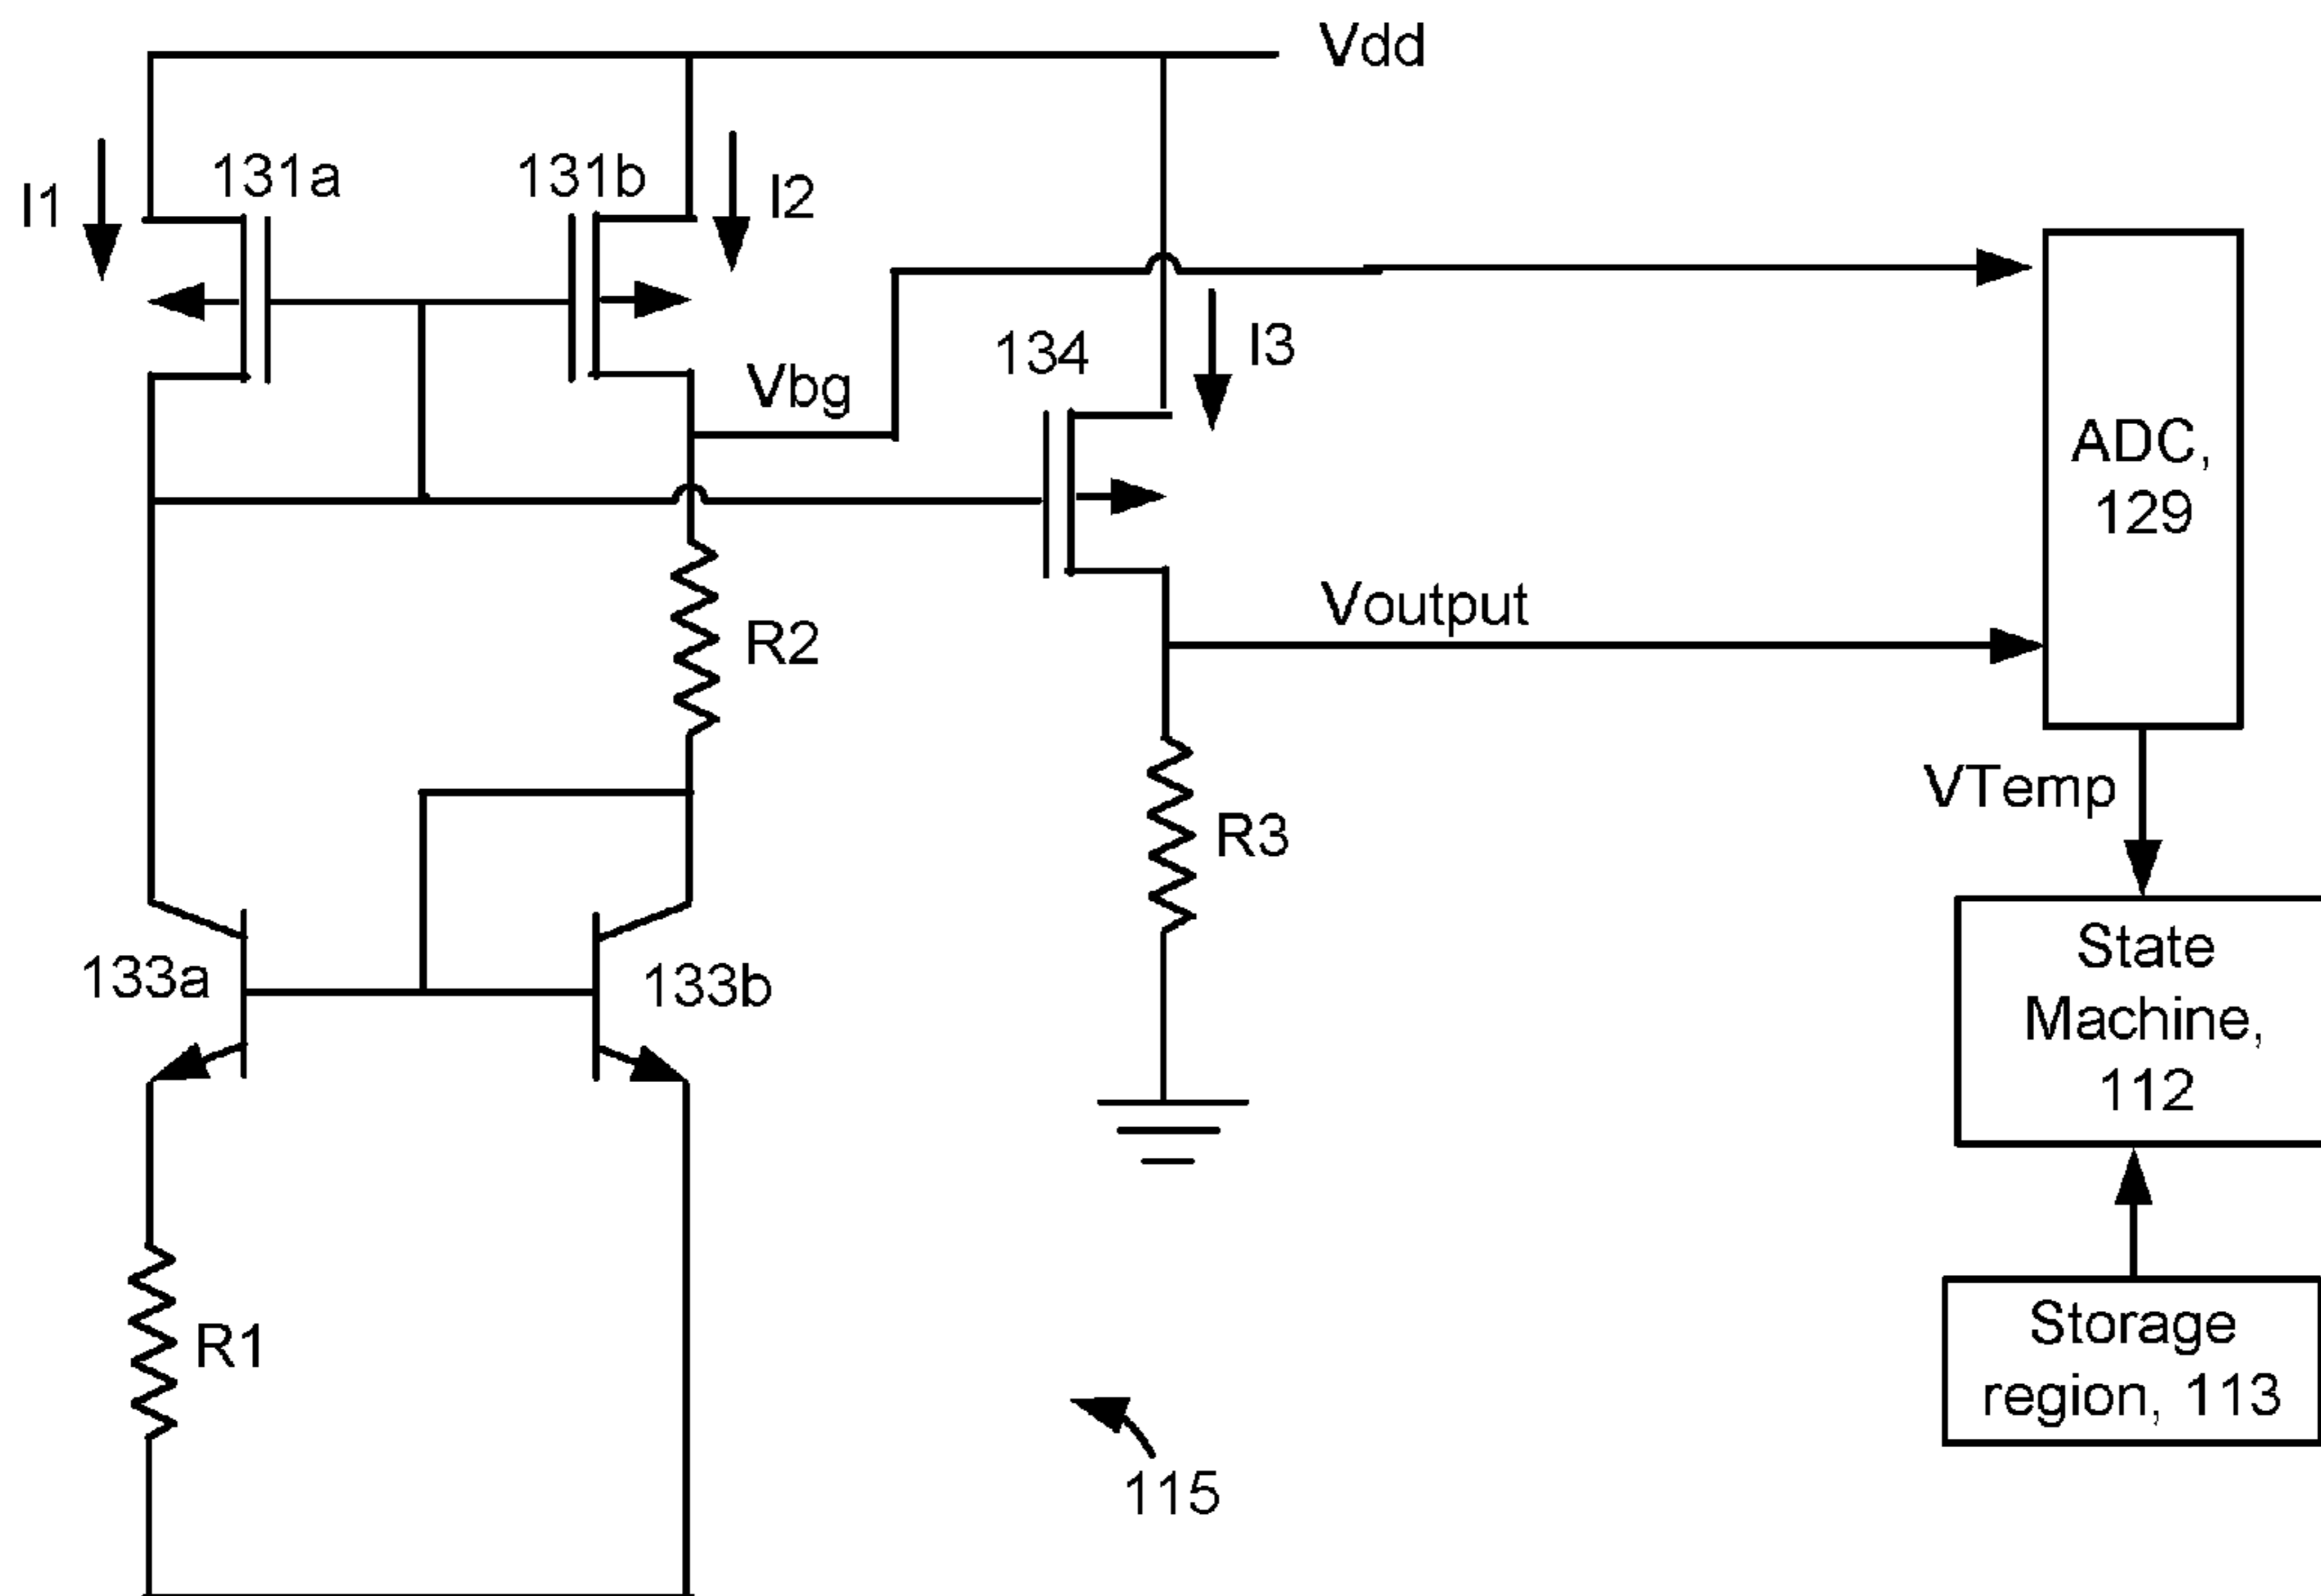 Vdd
I1
131a
131b
I2
Vbg
134
I3
ADC,
129
Voutput
R2
VTemp
R3
133a
133b
State
Machine,
112
R1
Storage
region, 113
115